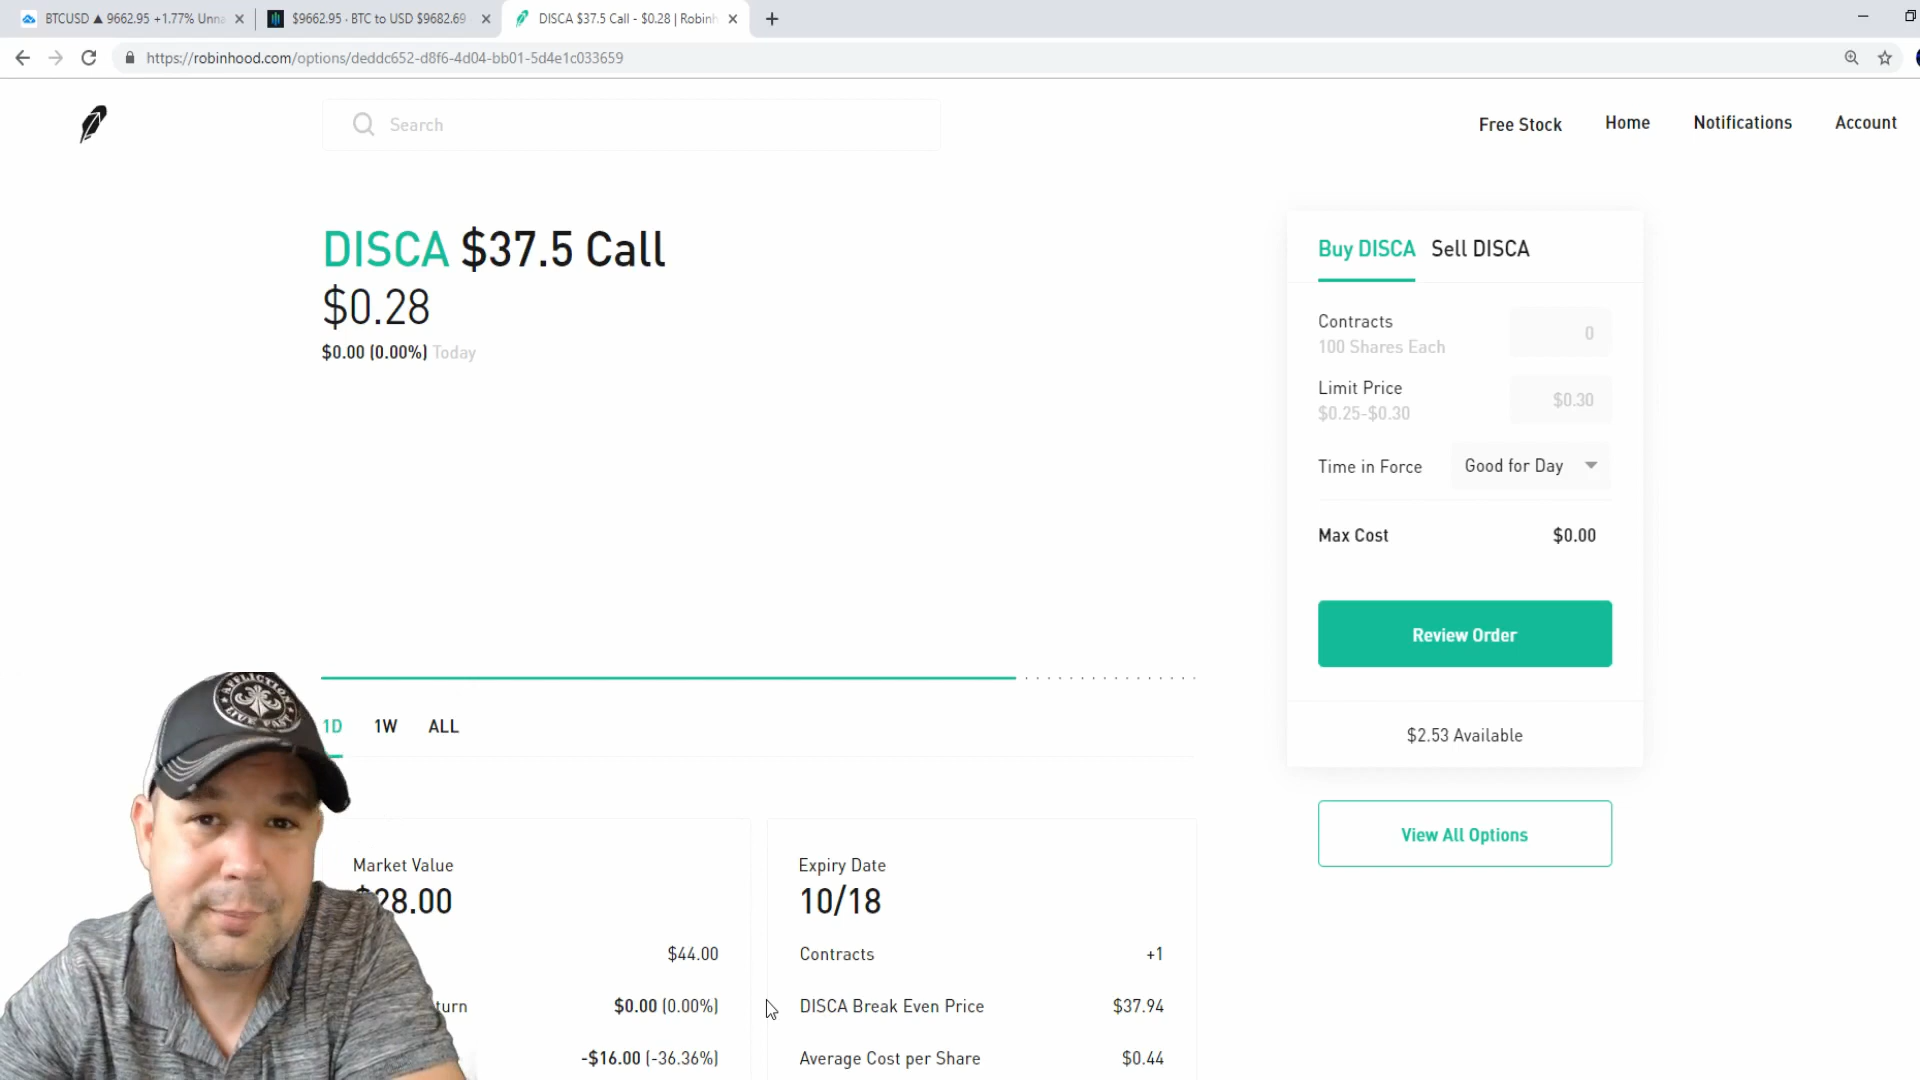 BTCUSD ▲ 9662.95 +1.77% Unna
$9662.95 · BTC to USD $9682.69
DISCA $37.5 Call - $0.28 | Robinh
https://robinhood.com/options/deddc652-d8f6-4d04-bb01-5d4e1c033659
Search
Free Stock
Home
Notifications
Account
DISCA $37.5 Call
$0.28
$0.00 (0.00%) Today
1D 1W ALL
Buy DISCA Sell DISCA
Contracts 0
100 Shares Each
Limit Price $0.30
$0.25-$0.30
Time in Force Good for Day
Max Cost $0.00
Review Order
$2.53 Available
View All Options
Market Value
$28.00
$44.00
turn $0.00 (0.00%)
-$16.00 (-36.36%)
Expiry Date
10/18
Contracts +1
DISCA Break Even Price $37.94
Average Cost per Share $0.44
AFFLICTION
LIVE FAST